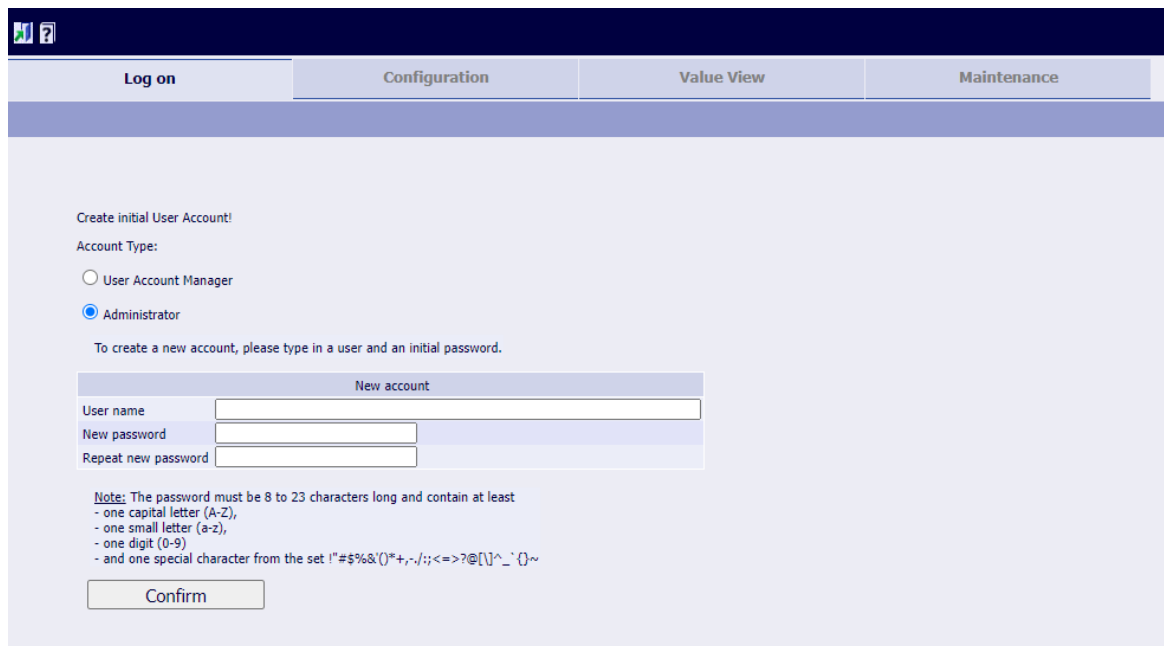 Log on
Configuration
Value View
Maintenance
Create initial User Account!
Account Type:
User Account Manager
Administrator
To create a new account, please type in a user and an initial password.
New account
User name
New password
Repeat new password
Note: The password must be 8 to 23 characters long and contain at least
- one capital letter (A-Z),
- one small letter (a-z),
- one digit (0-9)
- and one special character from the set !"#$%&'()*+,-./:;<=>?@[\]^_`{}~
Confirm